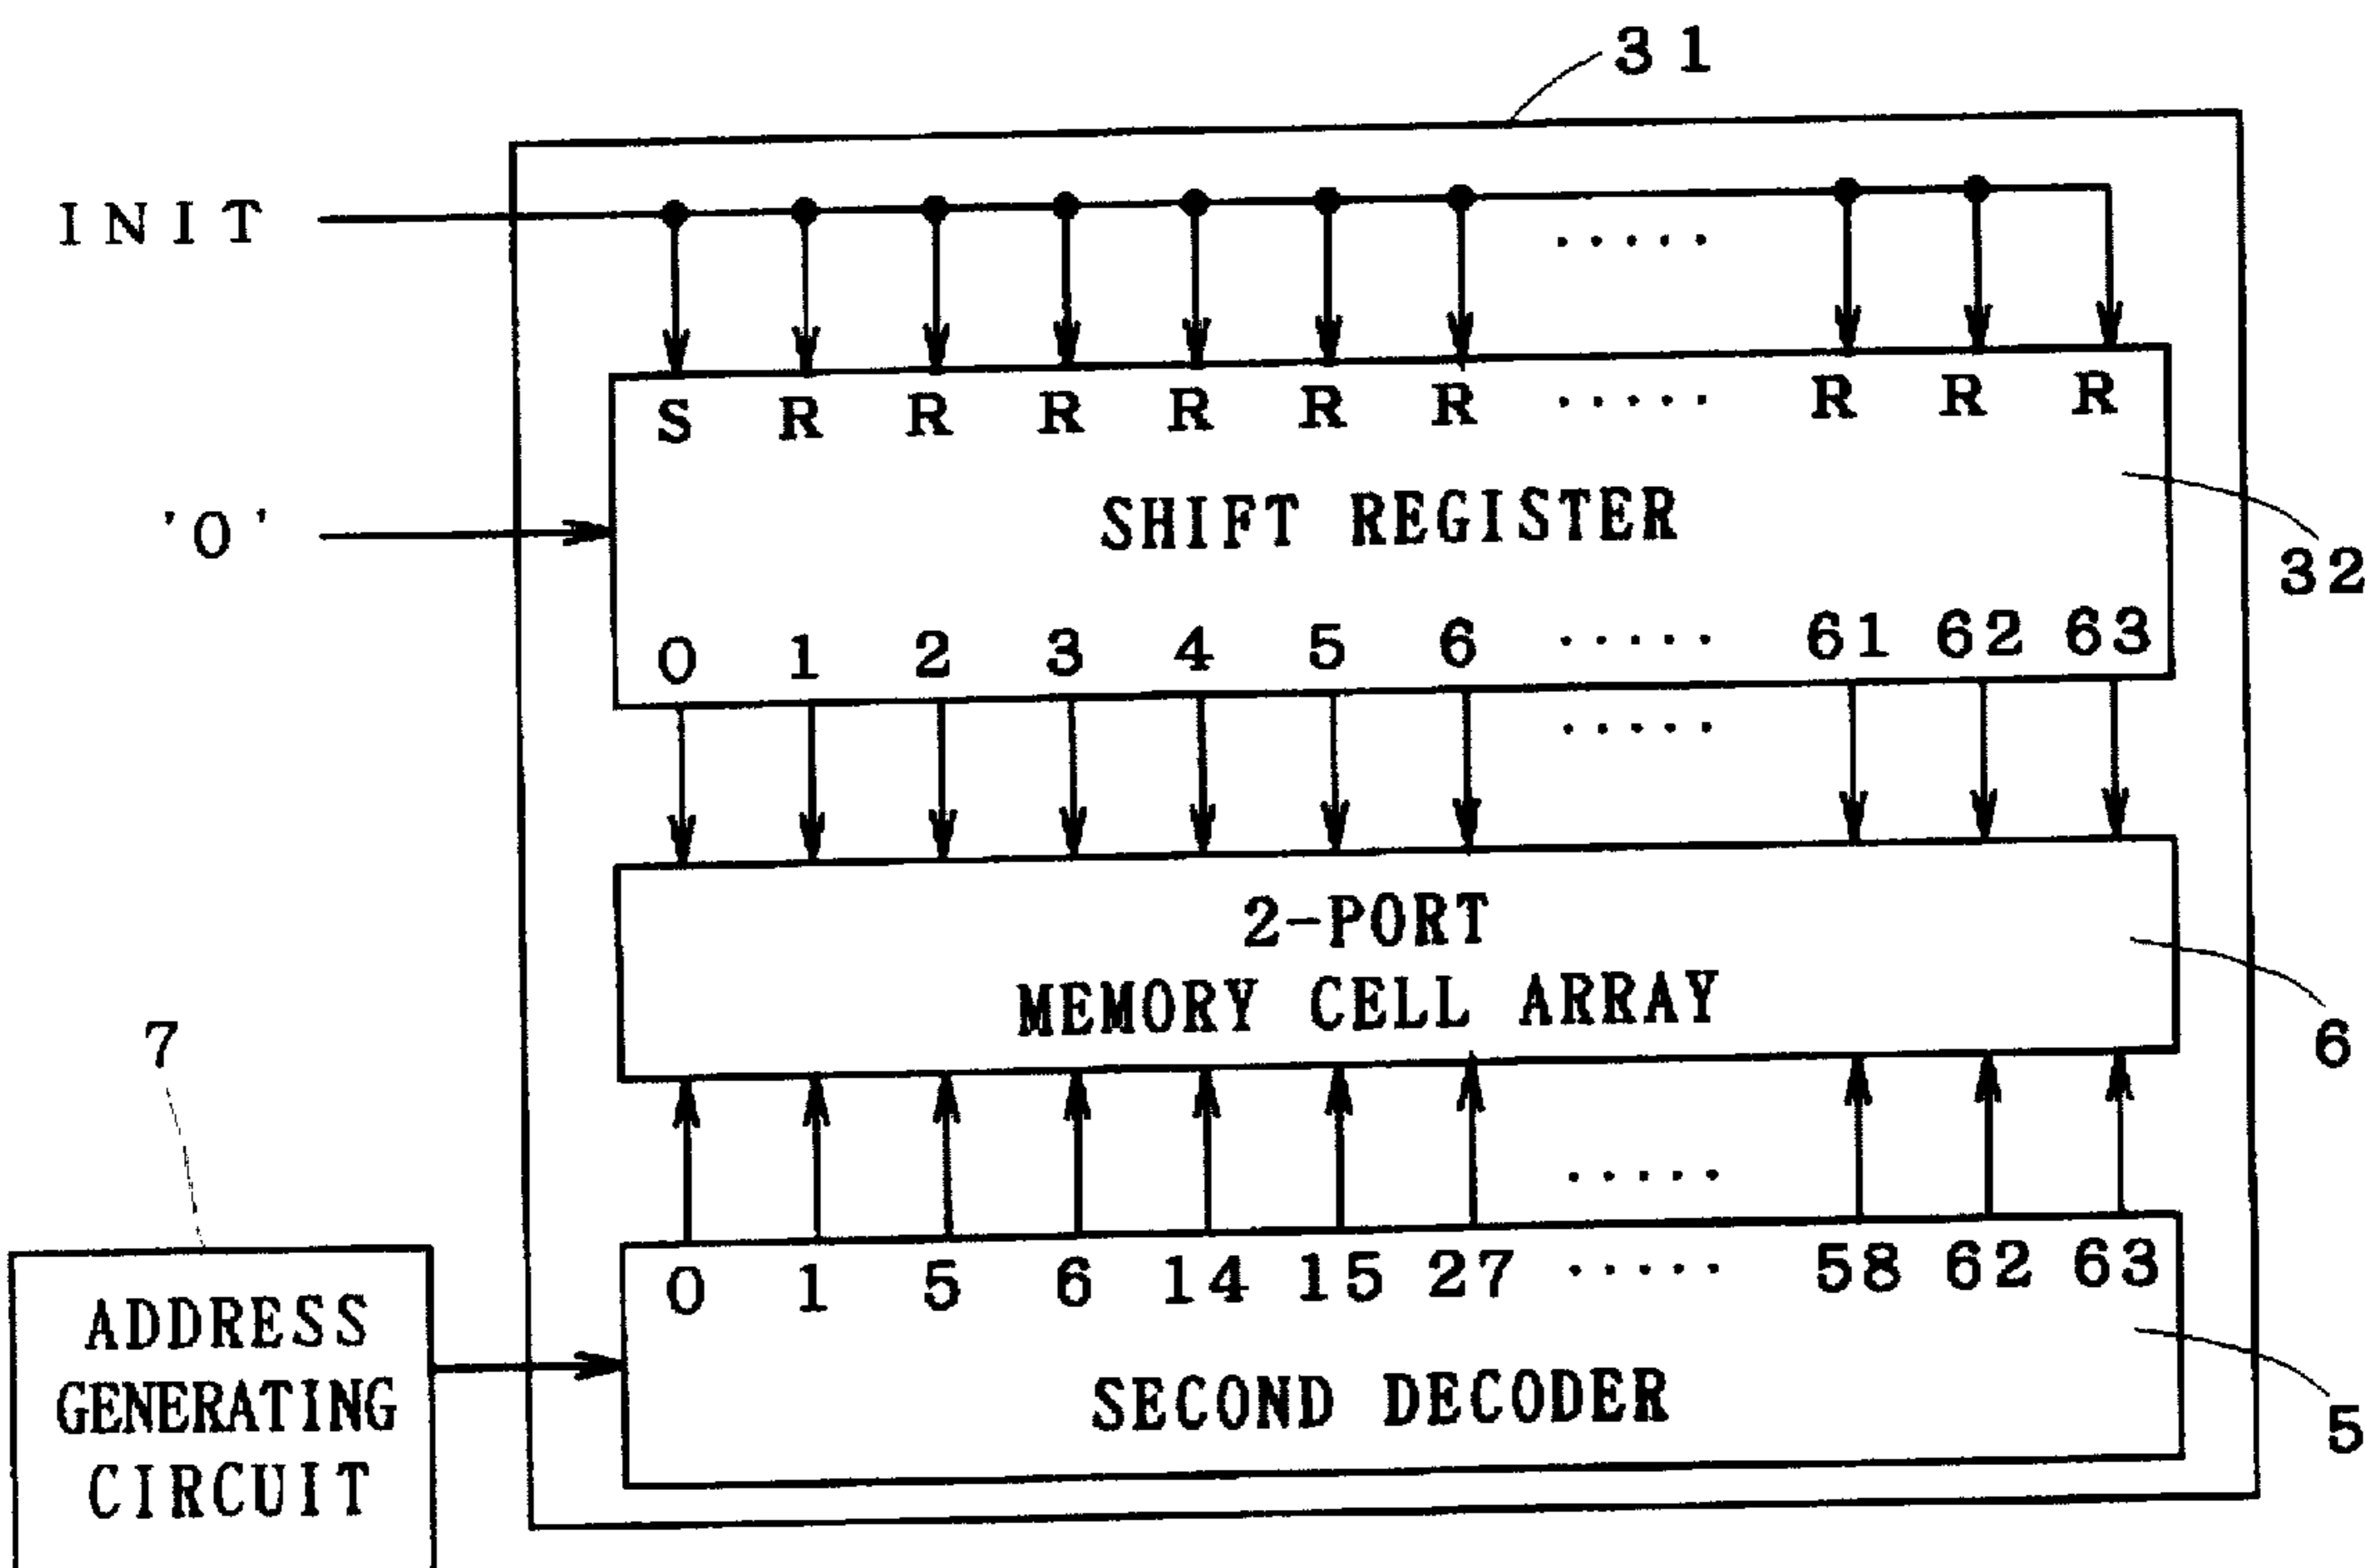 31
INIT
.....
S R R R R R R ..... R R R
'0'
SHIFT REGISTER
32
0 1 2 3 4 5 6 ..... 61 62 63
.....
2-PORT
MEMORY CELL ARRAY
6
7
.....
0 1 5 6 14 15 27 ..... 58 62 63
ADDRESS
GENERATING
CIRCUIT
SECOND DECODER
5